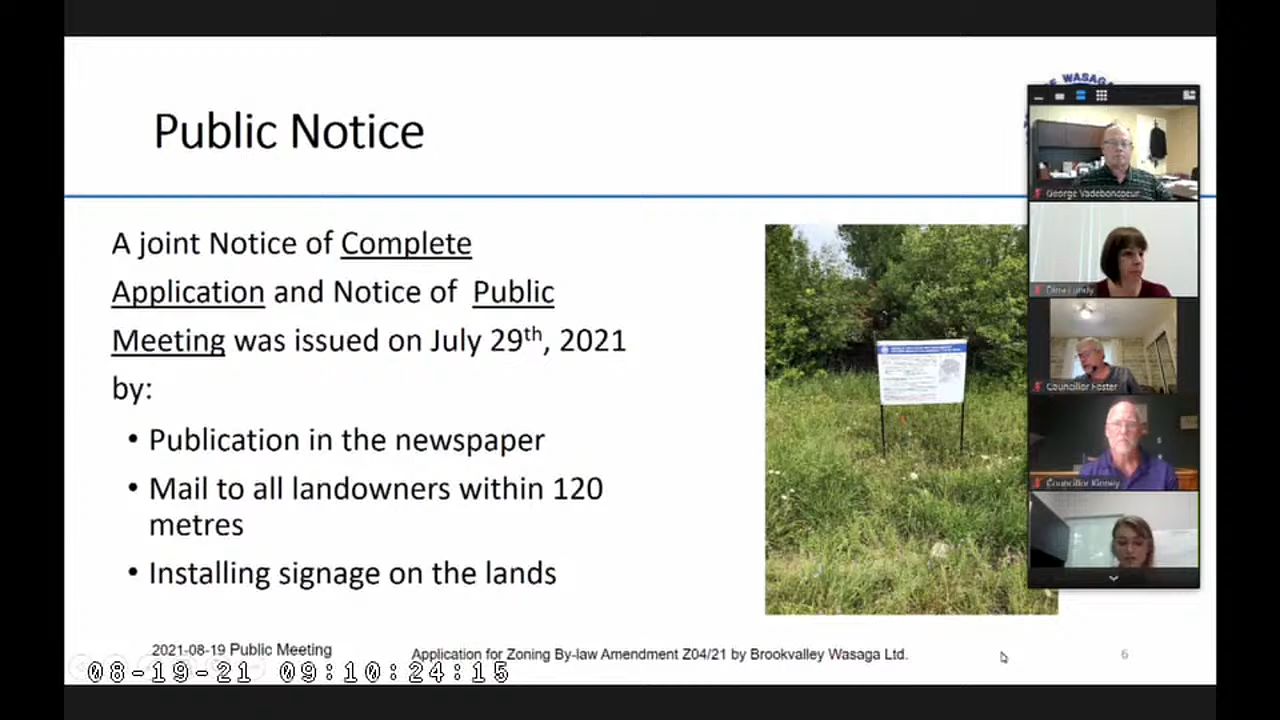 WASAGA
Public Notice
George Vadeboncoeur
A joint Notice of Complete
Application and Notice of Public
Meeting was issued on July 29th, 2021
by:
Councillor Foster
• Publication in the newspaper
• Mail to all landowners within 120
metres
Councillor Kinney
• Installing signage on the lands
2021-08-19 Public Meeting
Application for Zoning By-law Amendment Z04/21 by Brookvalley Wasaga Ltd.
6
08-19-21 09:10:24:15